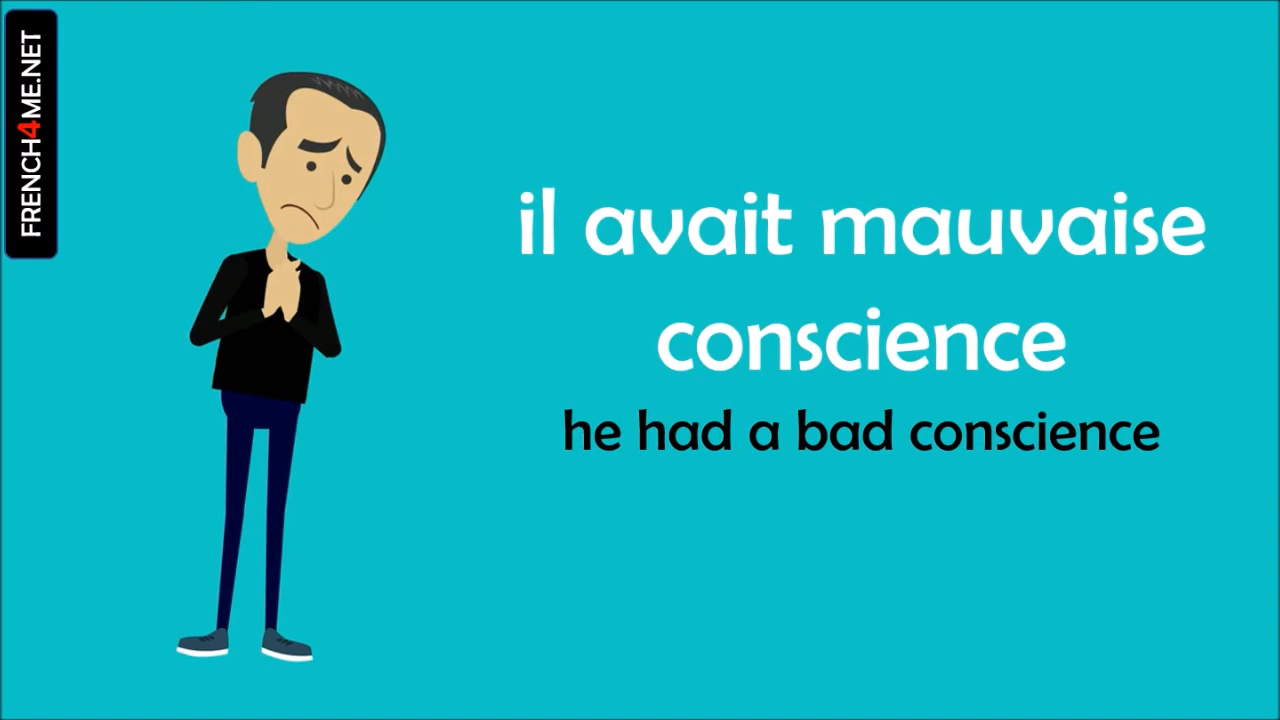 FRENCH4ME.NET
il avait mauvaise
conscience
he had a bad conscience